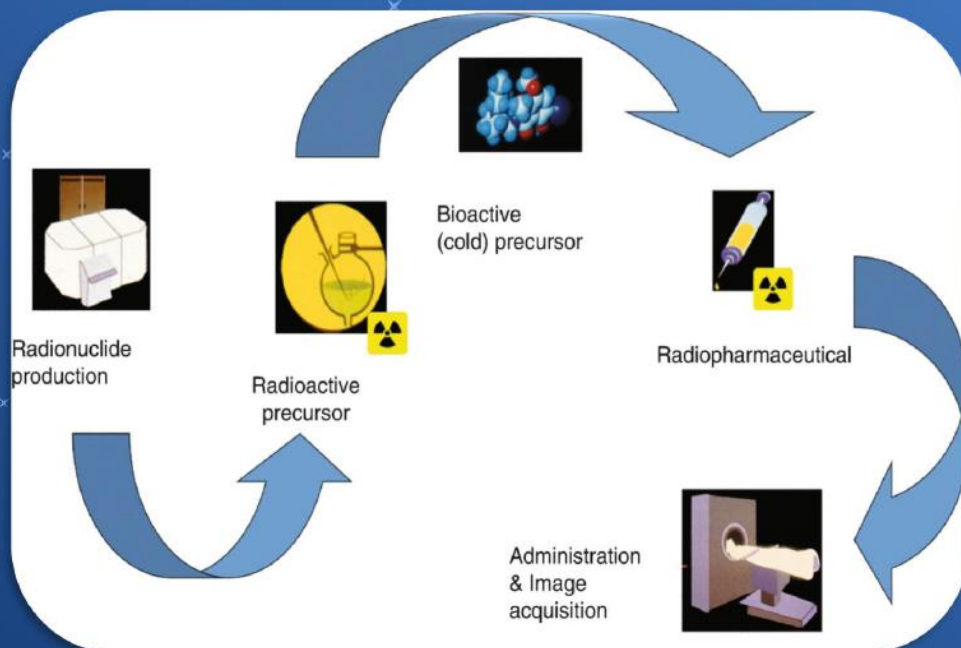 Radionuclide
production
Radioactive
precursor
Bioactive
(cold) precursor
Radiopharmaceutical
Administration
& Image
acquisition